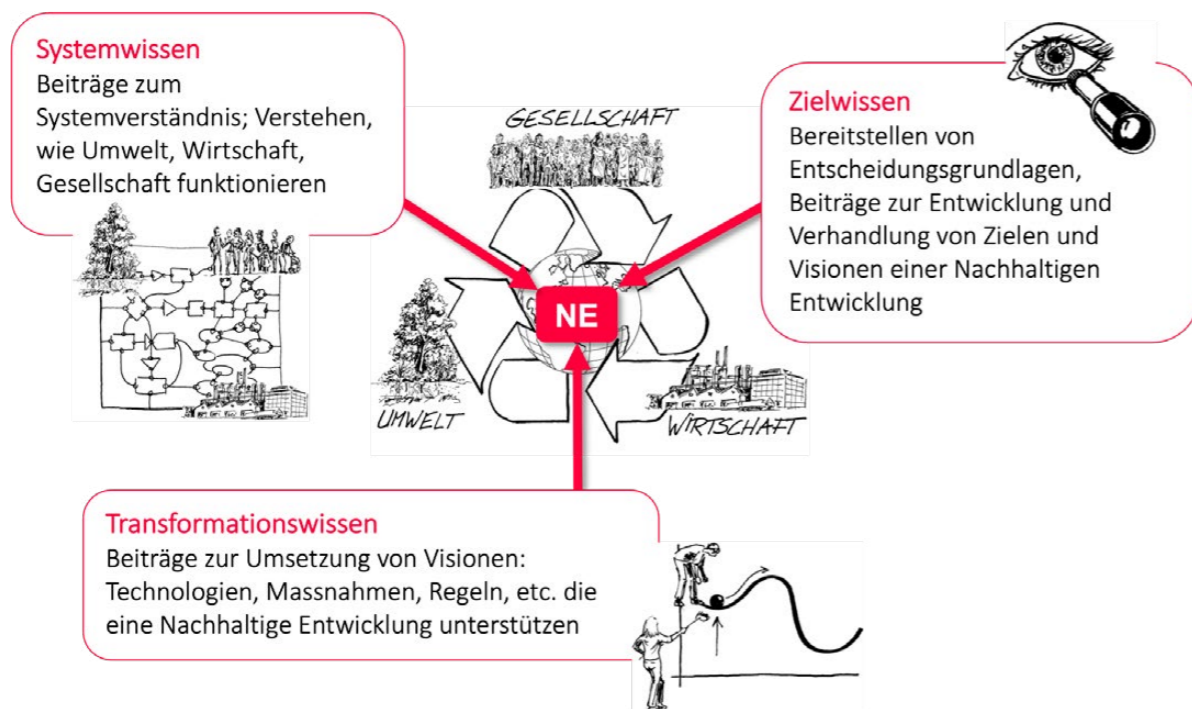 Systemwissen
Beiträge zum
Systemverständnis; Verstehen,
wie Umwelt, Wirtschaft,
Gesellschaft funktionieren
GESELLSCHAFT
Zielwissen
Bereitstellen von
Entscheidungsgrundlagen,
Beiträge zur Entwicklung und
Verhandlung von Zielen und
Visionen einer Nachhaltigen
Entwicklung
NE
UMWELT
WIRTSCHAFT
Transformationswissen
Beiträge zur Umsetzung von Visionen:
Technologien, Massnahmen, Regeln, etc. die
eine Nachhaltige Entwicklung unterstützen